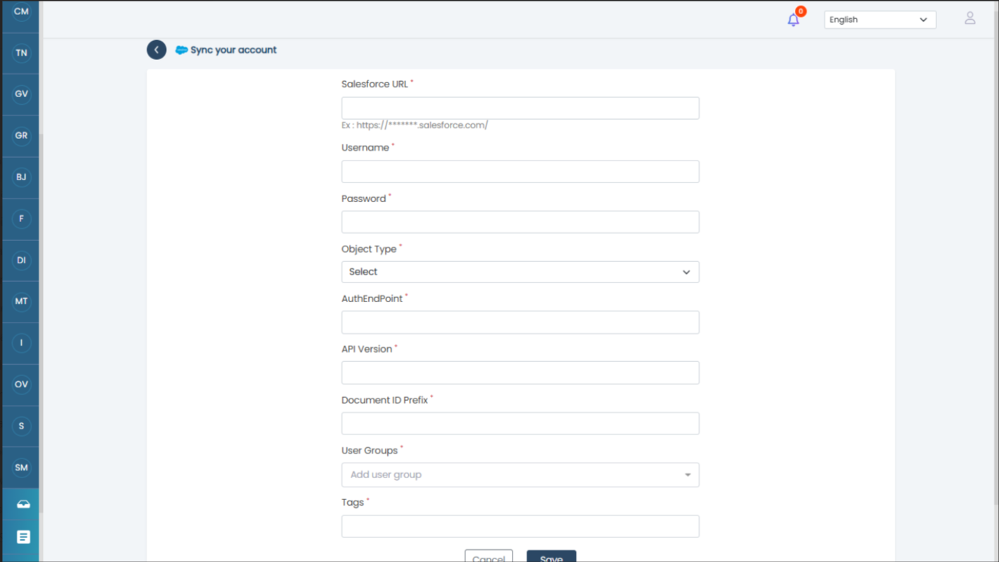 CM
TN
GV
GR
BJ
F
DI
MT
I
OV
S
SM
0
English
Sync your account
Salesforce URL *
Ex : https://*******.salesforce.com/
Username *
Password *
Object Type *
Select
AuthEndPoint *
API Version *
Document ID Prefix *
User Groups *
Add user group
Tags *
Cancel
Save